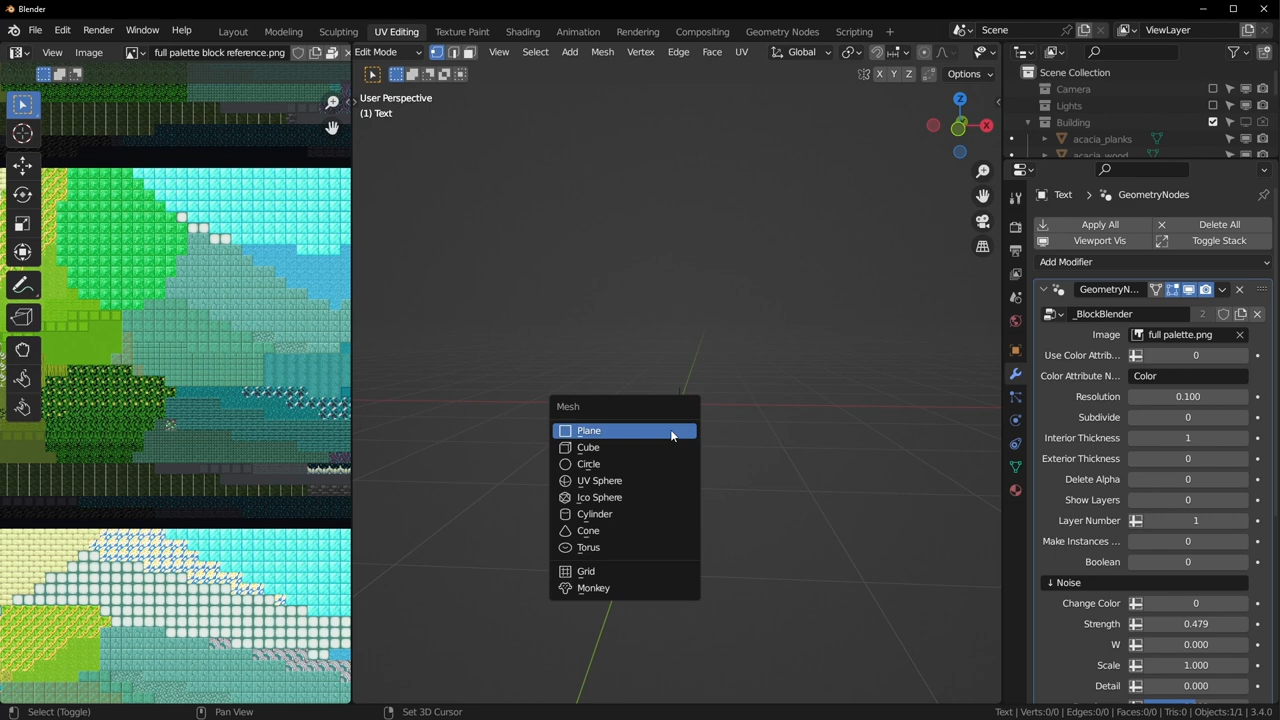 Blender
File Edit Render Window Help Layout Modeling Sculpting UV Editing Texture Paint Shading Animation Rendering Compositing Geometry Nodes Scripting Scene ViewLayer
View Image full palette block reference.png Edit Mode View Select Add Mesh Vertex Edge Face UV Global
X Y Z Options
User Perspective
(1) Text
Z
X
Mesh
Plane
Cube
Circle
UV Sphere
Ico Sphere
Cylinder
Cone
Torus
Grid
Monkey
Scene Collection
Camera
Lights
Building
acacia_planks
acacia_wood
Text GeometryNodes
Apply All Delete All
Viewport Vis Toggle Stack
Add Modifier
GeometryN...
_BlockBlender 2
Image full palette.png
Use Color Attrib... 0
Color Attribute N... Color
Resolution 0.100
Subdivide 0
Interior Thickness 1
Exterior Thickness 0
Delete Alpha 0
Show Layers 0
Layer Number 1
Make Instances ... 0
Boolean 0
↓ Noise
Change Color 0
Strength 0.479
W 0.000
Scale 1.000
Detail 0.000
Select (Toggle) Pan View Set 3D Cursor Text | Verts:0/0 | Edges:0/0 | Faces:0/0 | Tris:0 | Objects:1/1 | 3.4.0